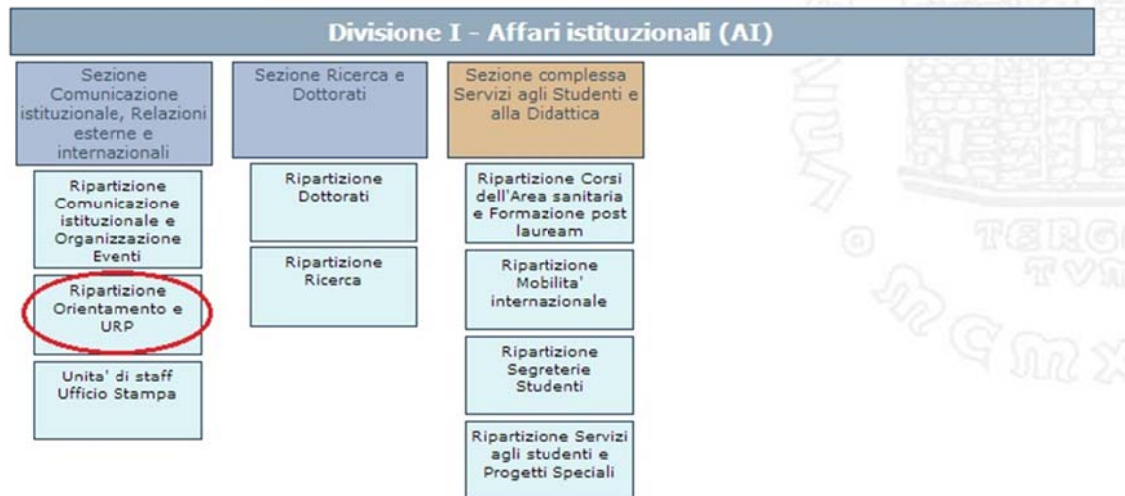 Divisione I - Affari istituzionali (AI)
Sezione
Comunicazione
istituzionale, Relazioni
esterne e
internazionali
Ripartizione
Comunicazione
istituzionale e
Organizzazione
Eventi
Ripartizione
Orientamento e
URP
Unita' di staff
Ufficio Stampa
Sezione Ricerca e
Dottorati
Ripartizione
Dottorati
Ripartizione
Ricerca
Sezione complessa
Servizi agli Studenti e
alla Didattica
Ripartizione Corsi
dell'Area sanitaria
e Formazione post
lauream
Ripartizione
Mobilita'
internazionale
Ripartizione
Segreterie
Studenti
Ripartizione Servizi
agli studenti e
Progetti Speciali